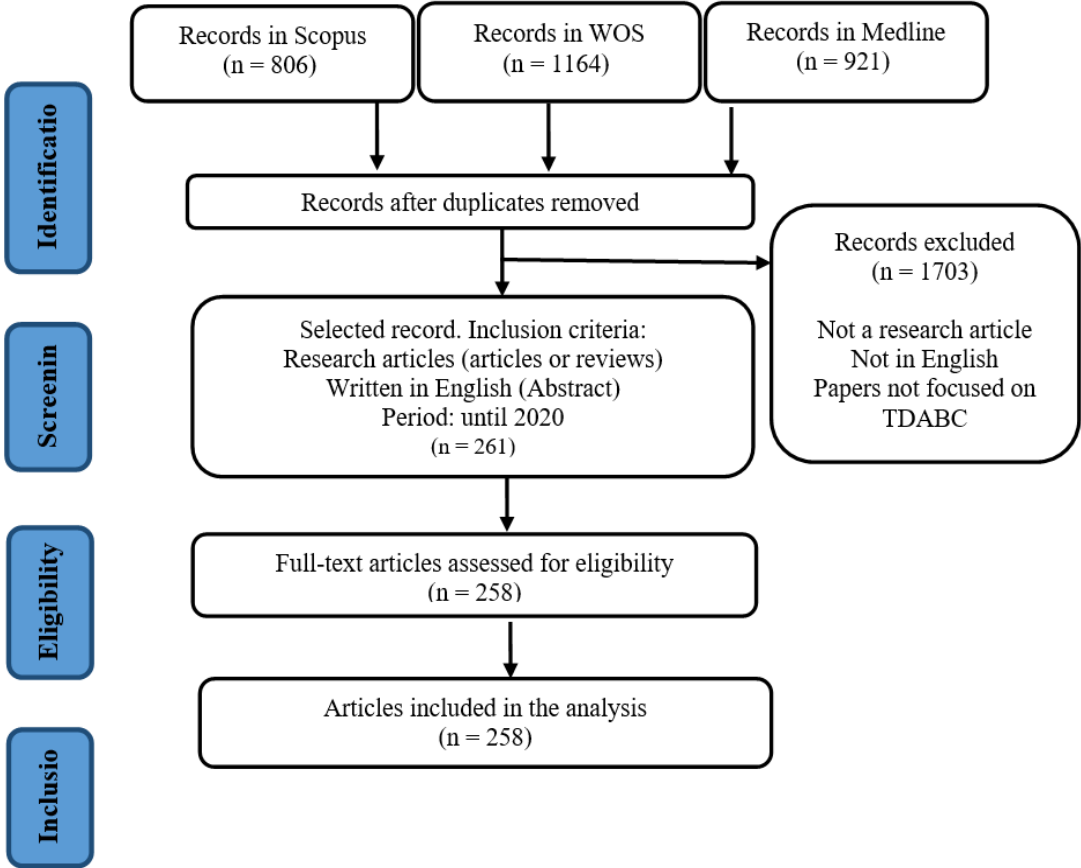 Records in Scopus
(n = 806)
Records in WOS
(n = 1164)
Records in Medline
(n = 921)
Identificatio
Records after duplicates removed
Records excluded
(n = 1703)
Not a research article
Not in English
Papers not focused on
TDABC
Screenin
Selected record. Inclusion criteria:
Research articles (articles or reviews)
Written in English (Abstract)
Period: until 2020
(n = 261)
Eligibility
Full-text articles assessed for eligibility
(n = 258)
Inclusio
Articles included in the analysis
(n = 258)